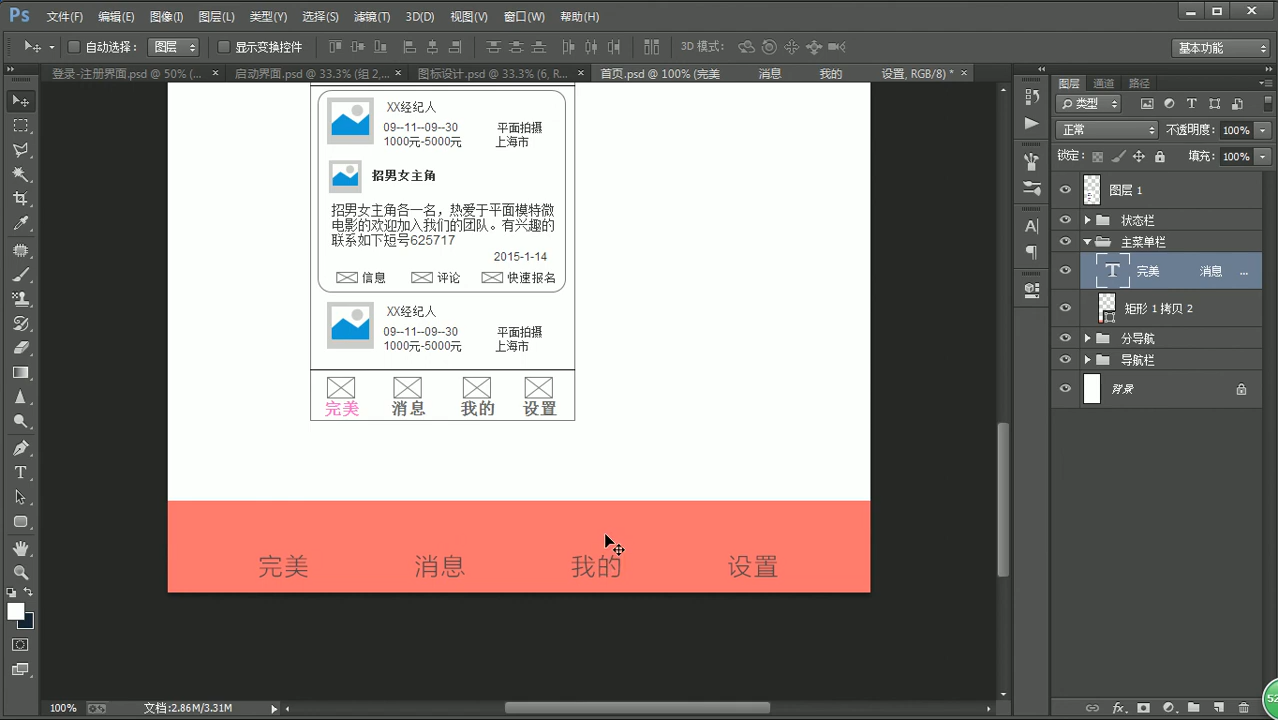 Ps 文件(F) 编辑(E) 图像(I) 图层(L) 类型(Y) 选择(S) 滤镜(T) 3D(D) 视图(V) 窗口(W) 帮助(H)
自动选择: 图层 显示变换控件 3D 模式: 基本功能
登录-注册界面.psd @ 50% (... × 启动界面.psd @ 33.3% (组 2,... × 图标设计.psd @ 33.3% (6, R... × 首页.psd @ 100% (完美 消息 我的 设置, RGB/8) * ×
图层 通道 路径
类型
正常 不透明度: 100%
锁定: 填充: 100%
图层 1
状态栏
主菜单栏
T 完美 消息 ...
矩形 1 拷贝 2
分导航
导航栏
背景
XX经纪人
09--11--09--30 平面拍摄
1000元-5000元 上海市
招男女主角
招男女主角各一名，热爱于平面模特微
电影的欢迎加入我们的团队。有兴趣的
联系如下短号625717
2015-1-14
信息 评论 快速报名
XX经纪人
09--11--09--30 平面拍摄
1000元-5000元 上海市
完美 消息 我的 设置
完美 消息 我的 设置
100% 文档:2.86M/3.31M
52